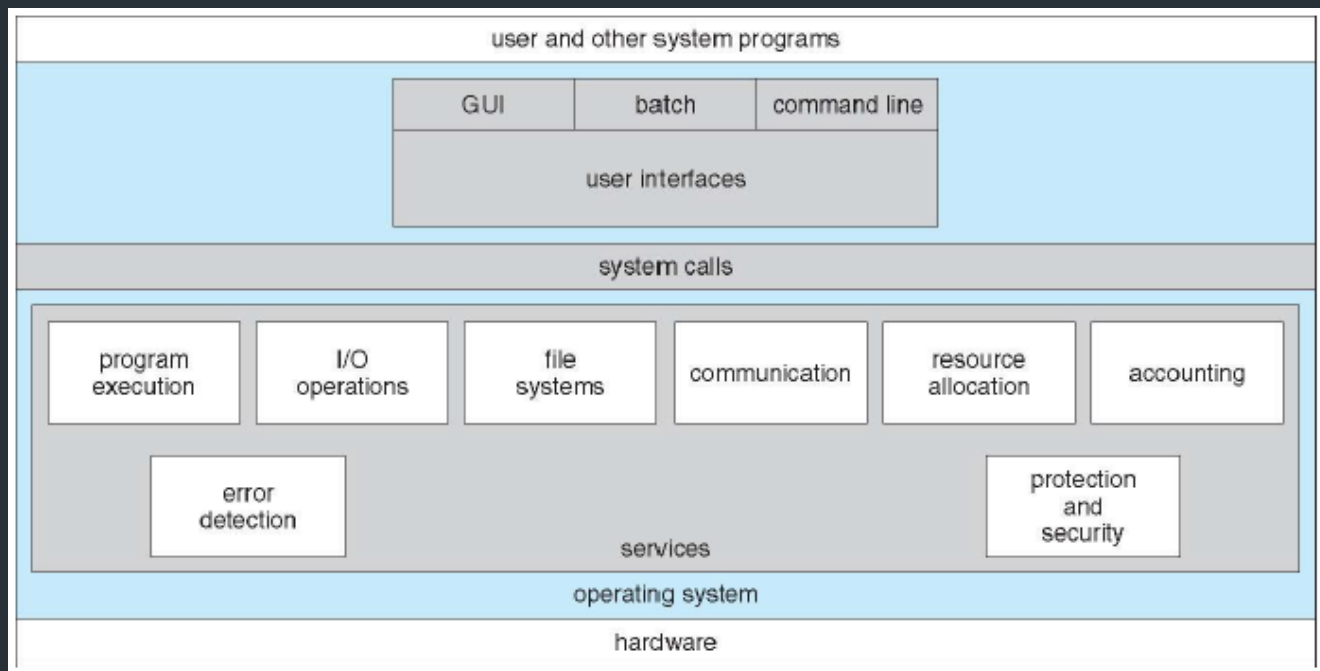 user and other system programs
GUI batch command line
user interfaces
system calls
program
execution
I/O
operations
file
systems
communication
resource
allocation
accounting
error
detection
protection
and
security
services
operating system
hardware